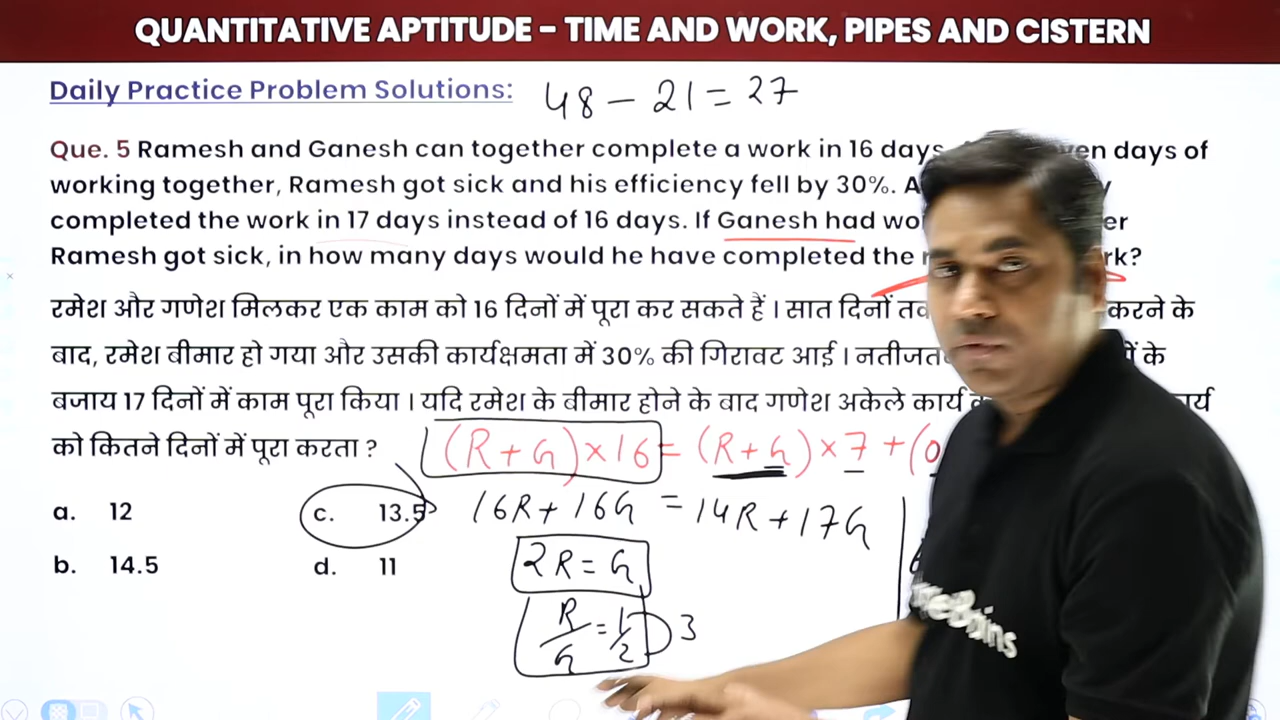 QUANTITATIVE APTITUDE – TIME AND WORK, PIPES AND CISTERN
Daily Practice Problem Solutions:
48 – 21 = 27
Que. 5 Ramesh and Ganesh can together complete a work in 16 days. days of
working together, Ramesh got sick and his efficiency fell by 30%.
completed the work in 17 days instead of 16 days. If Ganesh had
Ramesh got sick, in how many days would he have completed the
रमेश और गणेश मिलकर एक काम को 16 दिनों में पूरा कर सकते हैं । सात दिनों करने के
बाद, रमेश बीमार हो गया और उसकी कार्यक्षमता में 30% की गिरावट आई । के
बजाय 17 दिनों में काम पूरा किया । यदि रमेश के बीमार होने के बाद गणेश अकेले कार्य
को कितने दिनों में पूरा करता ?
(R + G) × 16 = (R + G) × 7 + (0
16R + 16G = 14R + 17G
a. 12
c. 13.5
2R = G
b. 14.5
d. 11
R/G = 1/2
3